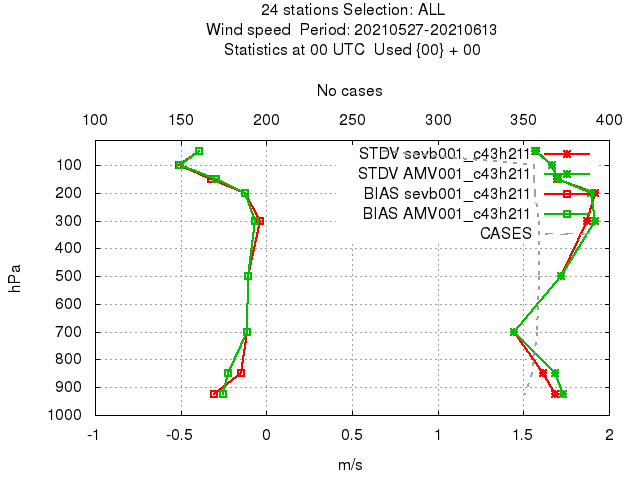 24 stations Selection: ALL
Wind speed  Period: 20210527-20210613
Statistics at 00 UTC  Used {00} + 00
No cases
100 150 200 250 300 350 400
STDV sevb001_c43h211
STDV AMV001_c43h211
BIAS sevb001_c43h211
BIAS AMV001_c43h211
CASES
100
200
300
400
500
600
700
800
900
1000
hPa
-1 -0.5 0 0.5 1 1.5 2
m/s